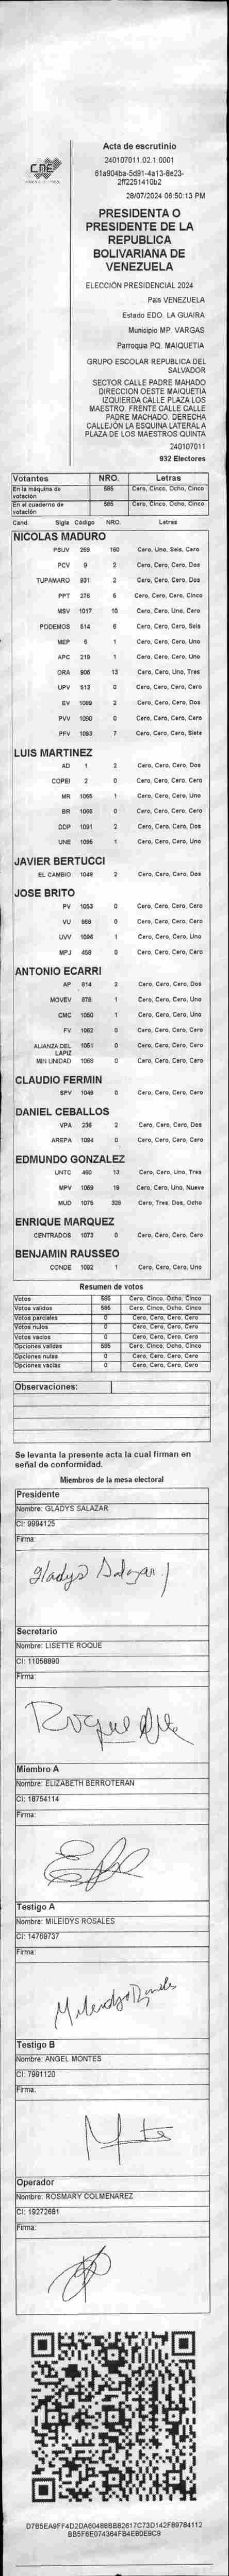 CNE
Acta de escrutinio
240107011.02.1.0001
61a904ba-5d91-4a13-8e23-
2ff2251410b2
28/07/2024 06:50:13 PM
PRESIDENTA O
PRESIDENTE DE LA
REPUBLICA
BOLIVARIANA DE
VENEZUELA
ELECCIÓN PRESIDENCIAL 2024
País VENEZUELA
Estado EDO. LA GUAIRA
Municipio MP. VARGAS
Parroquia PQ. MAIQUETIA
GRUPO ESCOLAR REPUBLICA DEL
SALVADOR
SECTOR CALLE PADRE MAHADO
DIRECCION OESTE MAIQUETIA
IZQUIERDA CALLE PLAZA LOS
MAESTRO. FRENTE CALLE CALLE
PADRE MACHADO. DERECHA
CALLEJÓN LA ESQUINA LATERAL A
PLAZA DE LOS MAESTROS QUINTA
240107011
932 Electores
Votantes NRO. Letras
En la máquina de votación 585 Cero, Cinco, Ocho, Cinco
En el cuaderno de votación 585 Cero, Cinco, Ocho, Cinco
Cand. Sigla Código NRO. Letras
NICOLAS MADURO
PSUV 259 160 Cero, Uno, Seis, Cero
PCV 9 2 Cero, Cero, Cero, Dos
TUPAMARO 931 2 Cero, Cero, Cero, Dos
PPT 276 5 Cero, Cero, Cero, Cinco
MSV 1017 10 Cero, Cero, Uno, Cero
PODEMOS 514 6 Cero, Cero, Cero, Seis
MEP 6 1 Cero, Cero, Cero, Uno
APC 219 1 Cero, Cero, Cero, Uno
ORA 906 13 Cero, Cero, Uno, Tres
UPV 513 0 Cero, Cero, Cero, Cero
EV 1089 2 Cero, Cero, Cero, Dos
PVV 1090 0 Cero, Cero, Cero, Cero
PFV 1093 7 Cero, Cero, Cero, Siete
LUIS MARTINEZ
AD 1 2 Cero, Cero, Cero, Dos
COPEI 2 0 Cero, Cero, Cero, Cero
MR 1065 1 Cero, Cero, Cero, Uno
BR 1066 0 Cero, Cero, Cero, Cero
DDP 1091 2 Cero, Cero, Cero, Dos
UNE 1095 1 Cero, Cero, Cero, Uno
JAVIER BERTUCCI
EL CAMBIO 1048 2 Cero, Cero, Cero, Dos
JOSE BRITO
PV 1053 0 Cero, Cero, Cero, Cero
VU 868 0 Cero, Cero, Cero, Cero
UVV 1096 1 Cero, Cero, Cero, Uno
MPJ 458 0 Cero, Cero, Cero, Cero
ANTONIO ECARRI
AP 914 2 Cero, Cero, Cero, Dos
MOVEV 878 1 Cero, Cero, Cero, Uno
CMC 1050 1 Cero, Cero, Cero, Uno
FV 1062 0 Cero, Cero, Cero, Cero
ALIANZA DEL LAPIZ 1051 0 Cero, Cero, Cero, Cero
MIN UNIDAD 1068 0 Cero, Cero, Cero, Cero
CLAUDIO FERMIN
SPV 1049 0 Cero, Cero, Cero, Cero
DANIEL CEBALLOS
VPA 236 2 Cero, Cero, Cero, Dos
AREPA 1094 0 Cero, Cero, Cero, Cero
EDMUNDO GONZALEZ
UNTC 460 13 Cero, Cero, Uno, Tres
MPV 1069 19 Cero, Cero, Uno, Nueve
MUD 1075 328 Cero, Tres, Dos, Ocho
ENRIQUE MARQUEZ
CENTRADOS 1073 0 Cero, Cero, Cero, Cero
BENJAMIN RAUSSEO
CONDE 1092 1 Cero, Cero, Cero, Uno
Resumen de votos
Votos 585 Cero, Cinco, Ocho, Cinco
Votos validos 585 Cero, Cinco, Ocho, Cinco
Votos parciales 0 Cero, Cero, Cero, Cero
Votos nulos 0 Cero, Cero, Cero, Cero
Votos vacios 0 Cero, Cero, Cero, Cero
Opciones validas 585 Cero, Cinco, Ocho, Cinco
Opciones nulas 0 Cero, Cero, Cero, Cero
Opciones vacias 0 Cero, Cero, Cero, Cero
Observaciones:
Se levanta la presente acta la cual firman en
señal de conformidad.
Miembros de la mesa electoral
Presidente
Nombre: GLADYS SALAZAR
CI: 9994125
Firma:
Gladys Salazar
Secretario
Nombre: LISETTE ROQUE
CI: 11058890
Firma:
Roque
Miembro A
Nombre: ELIZABETH BERROTERAN
CI: 18754114
Firma:
Testigo A
Nombre: MILEIDYS ROSALES
CI: 14769737
Firma:
Testigo B
Nombre: ANGEL MONTES
CI: 7991120
Firma:
Operador
Nombre: ROSMARY COLMENAREZ
CI: 19272681
Firma:
D7B5EA9FF4D2DA6048BBB82617C73D142F89784112
BB5F6E074364FB4E80E9C9